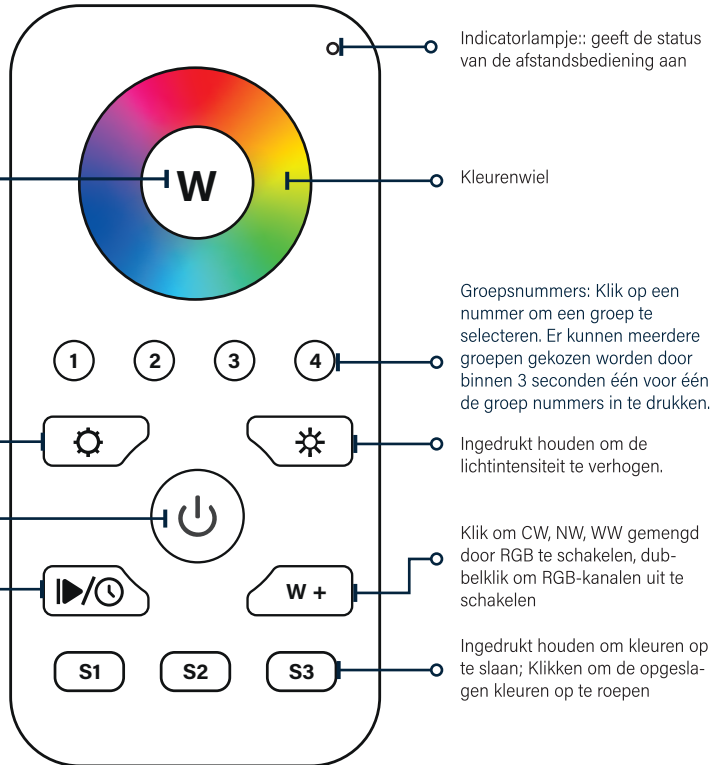 Indicatorlampje:: geeft de status
van de afstandsbediening aan
W
Kleurenwiel
Groepsnummers: Klik op een
nummer om een groep te
selecteren. Er kunnen meerdere
groepen gekozen worden door
binnen 3 seconden één voor één
de groep nummers in te drukken.
1 2 3 4
Ingedrukt houden om de
lichtintensiteit te verhogen.
Klik om CW, NW, WW gemengd
door RGB te schakelen, dub-
belklik om RGB-kanalen uit te
schakelen
W +
Ingedrukt houden om kleuren op
te slaan; Klikken om de opgesla-
gen kleuren op te roepen
S1 S2 S3